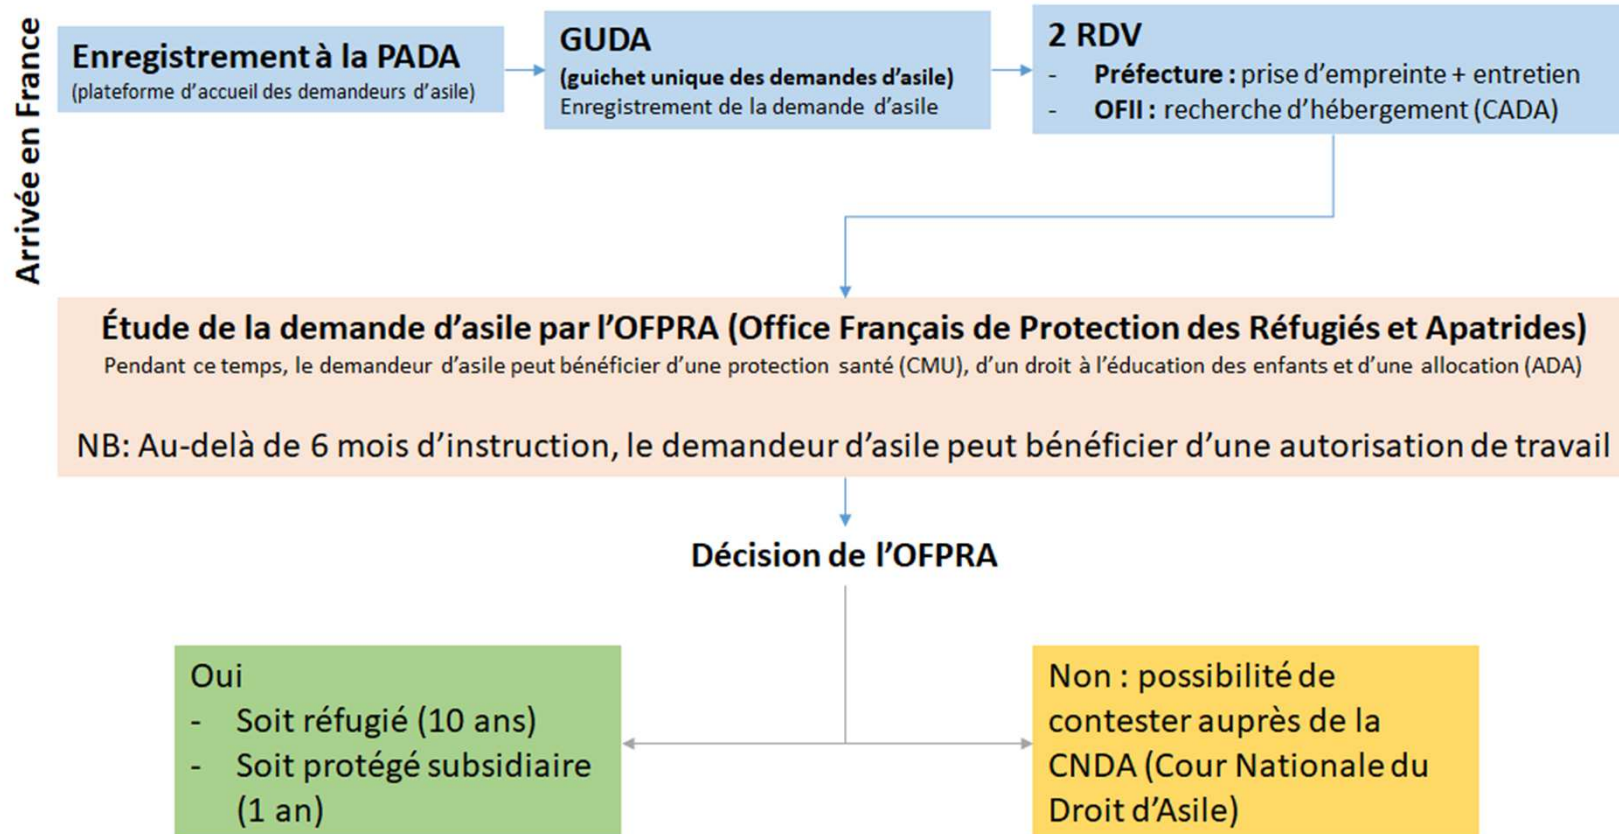 Arrivée en France
Enregistrement à la PADA
(plateforme d'accueil des demandeurs d'asile)
GUDA
(guichet unique des demandes d'asile)
Enregistrement de la demande d'asile
2 RDV
- Préfecture : prise d'empreinte + entretien
- OFII : recherche d'hébergement (CADA)
Étude de la demande d'asile par l'OFPRA (Office Français de Protection des Réfugiés et Apatrides)
Pendant ce temps, le demandeur d'asile peut bénéficier d'une protection santé (CMU), d'un droit à l'éducation des enfants et d'une allocation (ADA)
NB: Au-delà de 6 mois d'instruction, le demandeur d'asile peut bénéficier d'une autorisation de travail
Décision de l'OFPRA
Oui
- Soit réfugié (10 ans)
- Soit protégé subsidiaire
(1 an)
Non : possibilité de
contester auprès de la
CNDA (Cour Nationale du
Droit d'Asile)